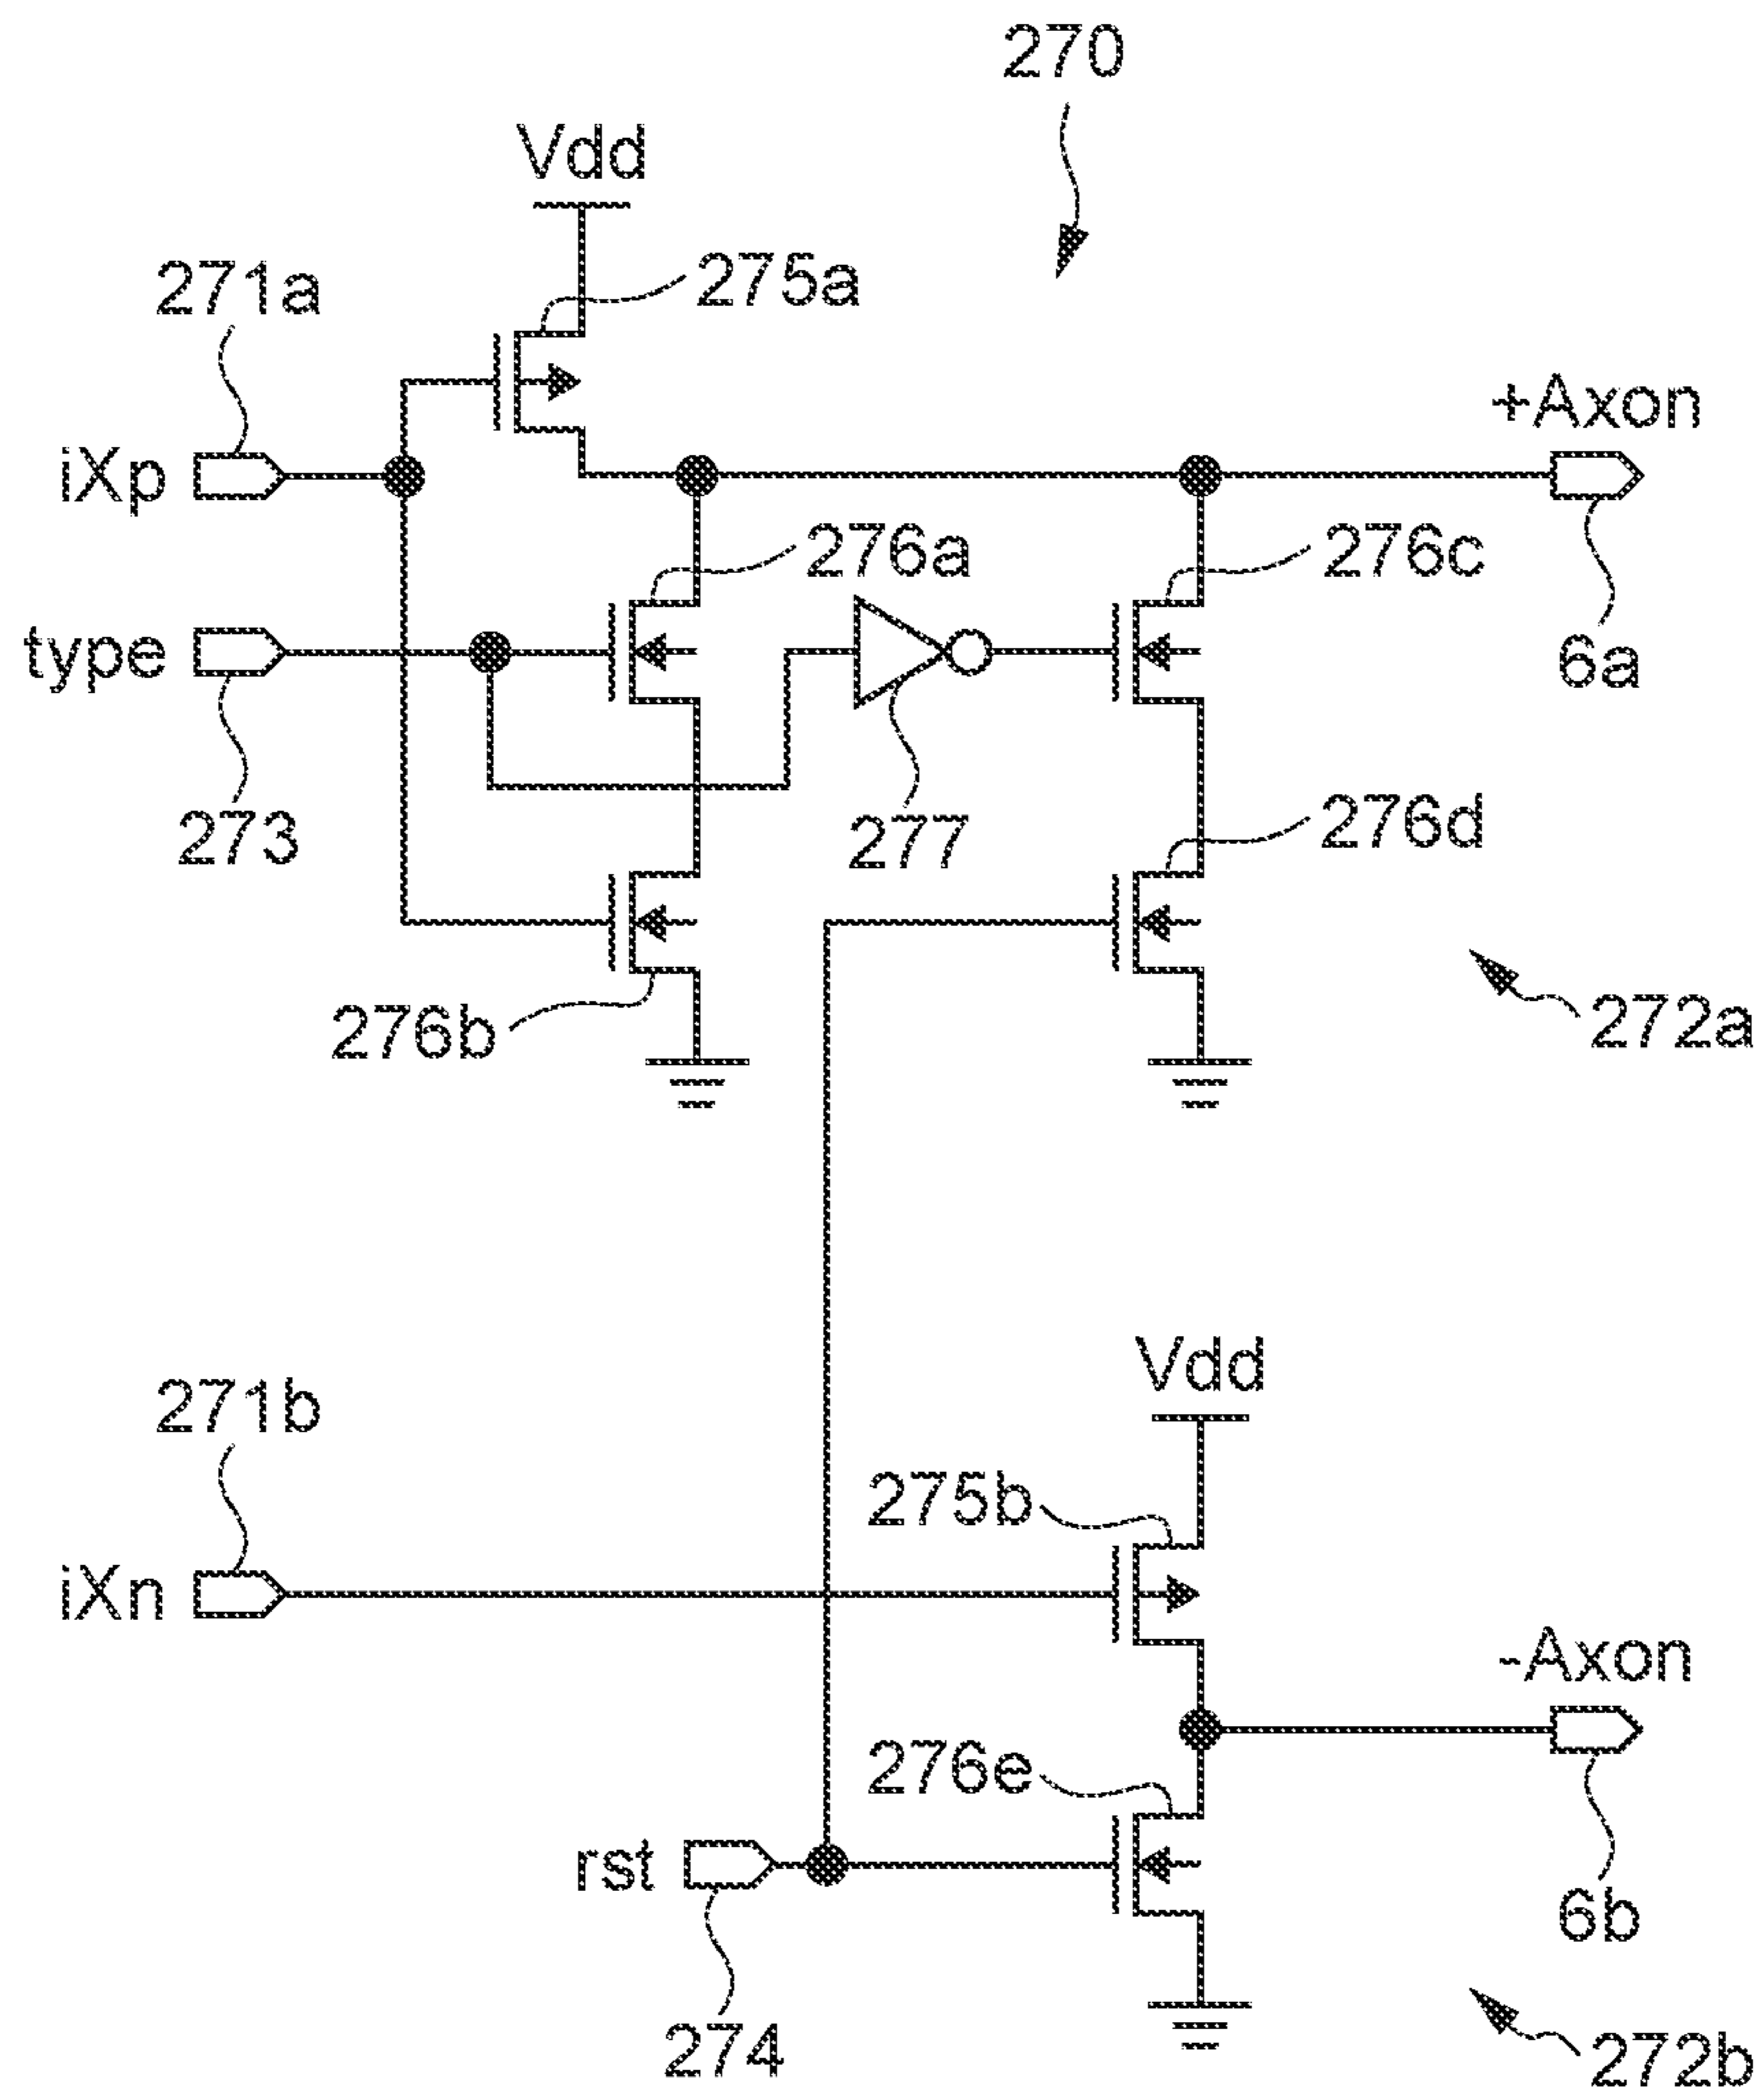 270
Vdd
275a
271a
+Axon
iXp
276a
276c
type
6a
273
277
276d
276b
272a
Vdd
271b
275b
iXn
-Axon
276e
rst
6b
274
272b